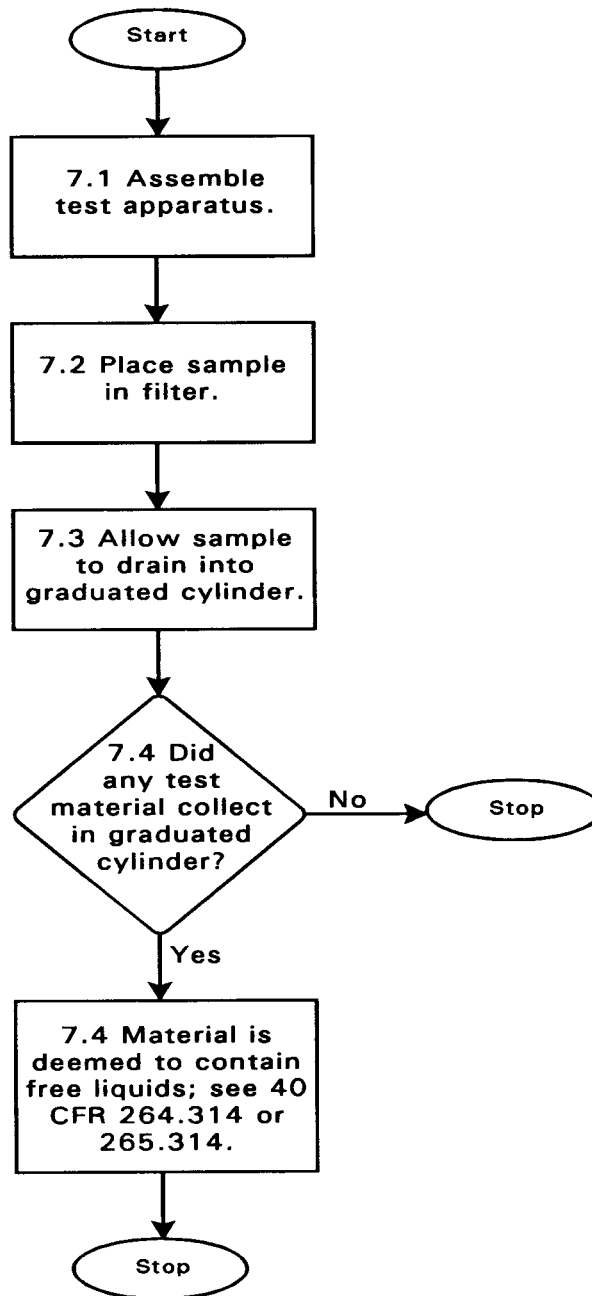 Start
7.1 Assemble
test apparatus.
7.2 Place sample
in filter.
7.3 Allow sample
to drain into
graduated cylinder.
7.4 Did
any test
material collect
in graduated
cylinder?
No
Stop
Yes
7.4 Material is
deemed to contain
free liquids; see 40
CFR 264.314 or
265.314.
Stop